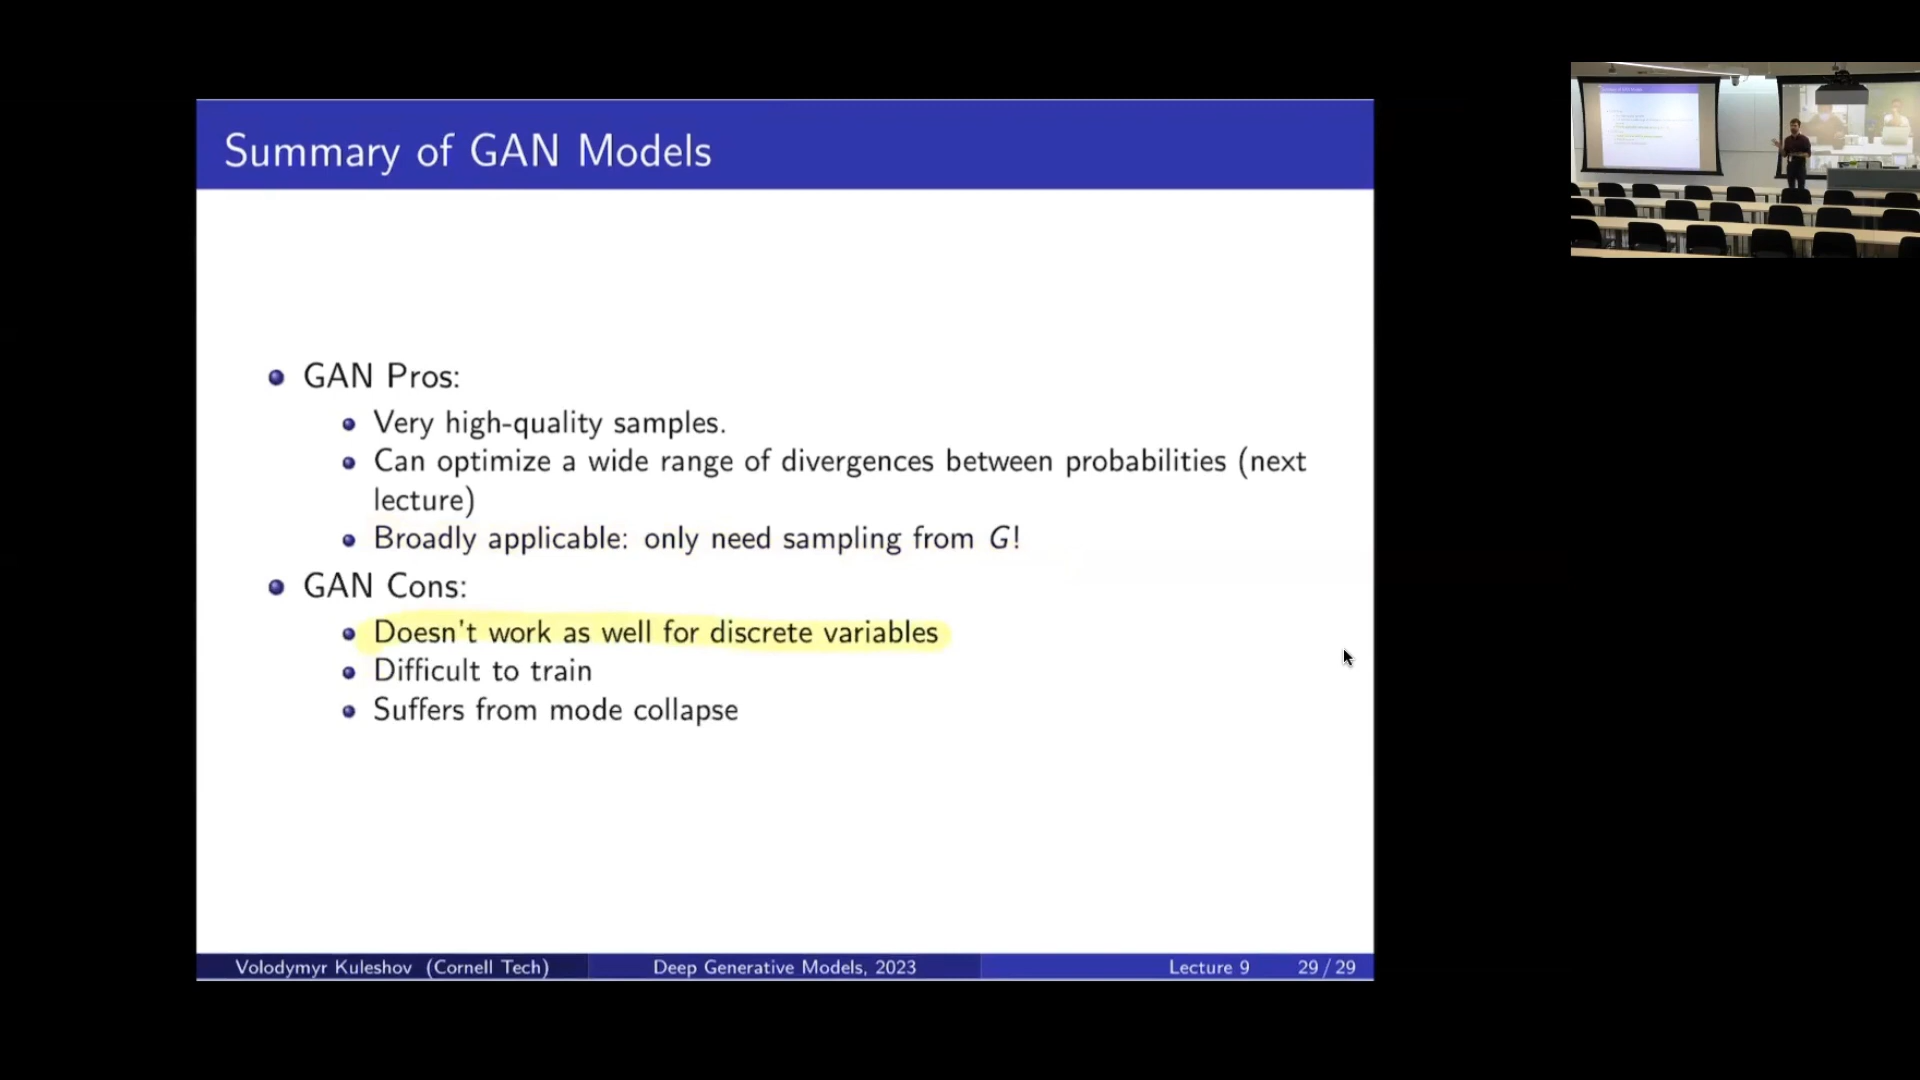 Summary of GAN Models
GAN Pros:
Very high-quality samples.
Can optimize a wide range of divergences between probabilities (next
lecture)
Broadly applicable: only need sampling from G!
GAN Cons:
Doesn't work as well for discrete variables
Difficult to train
Suffers from mode collapse
Volodymyr Kuleshov (Cornell Tech) Deep Generative Models, 2023 Lecture 9 29 / 29